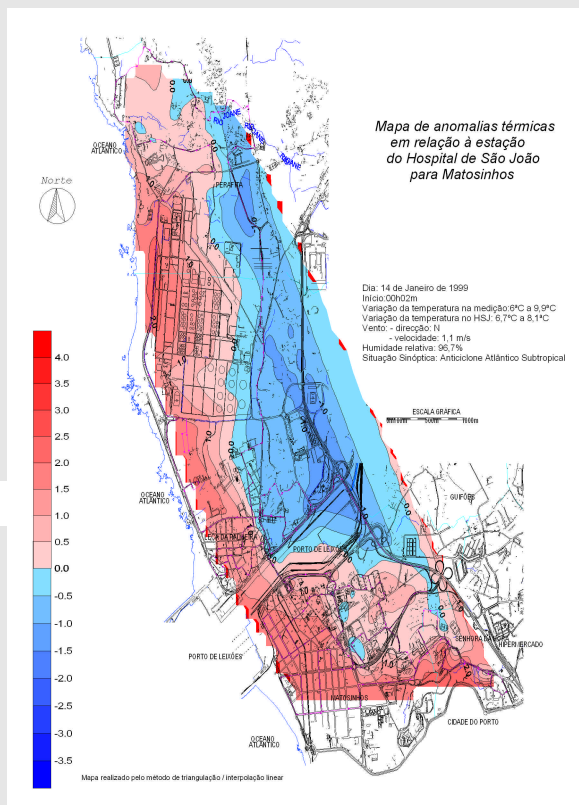 Mapa de anomalias térmicas
em relação à estação
do Hospital de São João
para Matosinhos
OCEANO
ATLÂNTICO
Norte
RIO JOANE
PERAFITA
Dia: 14 de Janeiro de 1999
Início:00h02m
Variação da temperatura na medição:6ºC a 9,9ºC
Variação da temperatura no HSJ: 6,7ºC a 8,1ºC
Vento: - direcção: N
- velocidade: 1,1 m/s
Humidade relativa: 96,7%
Situação Sinóptica: Anticiclone Atlântico Subtropical
ESCALA GRÁFICA
4.0
3.5
3.0
2.5
2.0
1.5
1.0
0.5
0.0
-0.5
-1.0
-1.5
-2.0
-2.5
-3.0
-3.5
OCEANO
ATLÂNTICO
GUIFÕES
LEÇA DA PALMEIRA
PORTO DE LEIXÕES
SENHORA DA
HIPERMERCADO
PORTO DE LEIXÕES
MATOSINHOS
CIDADE DO PORTO
OCEANO
ATLÂNTICO
Mapa realizado pelo método de triangulação / interpolação linear